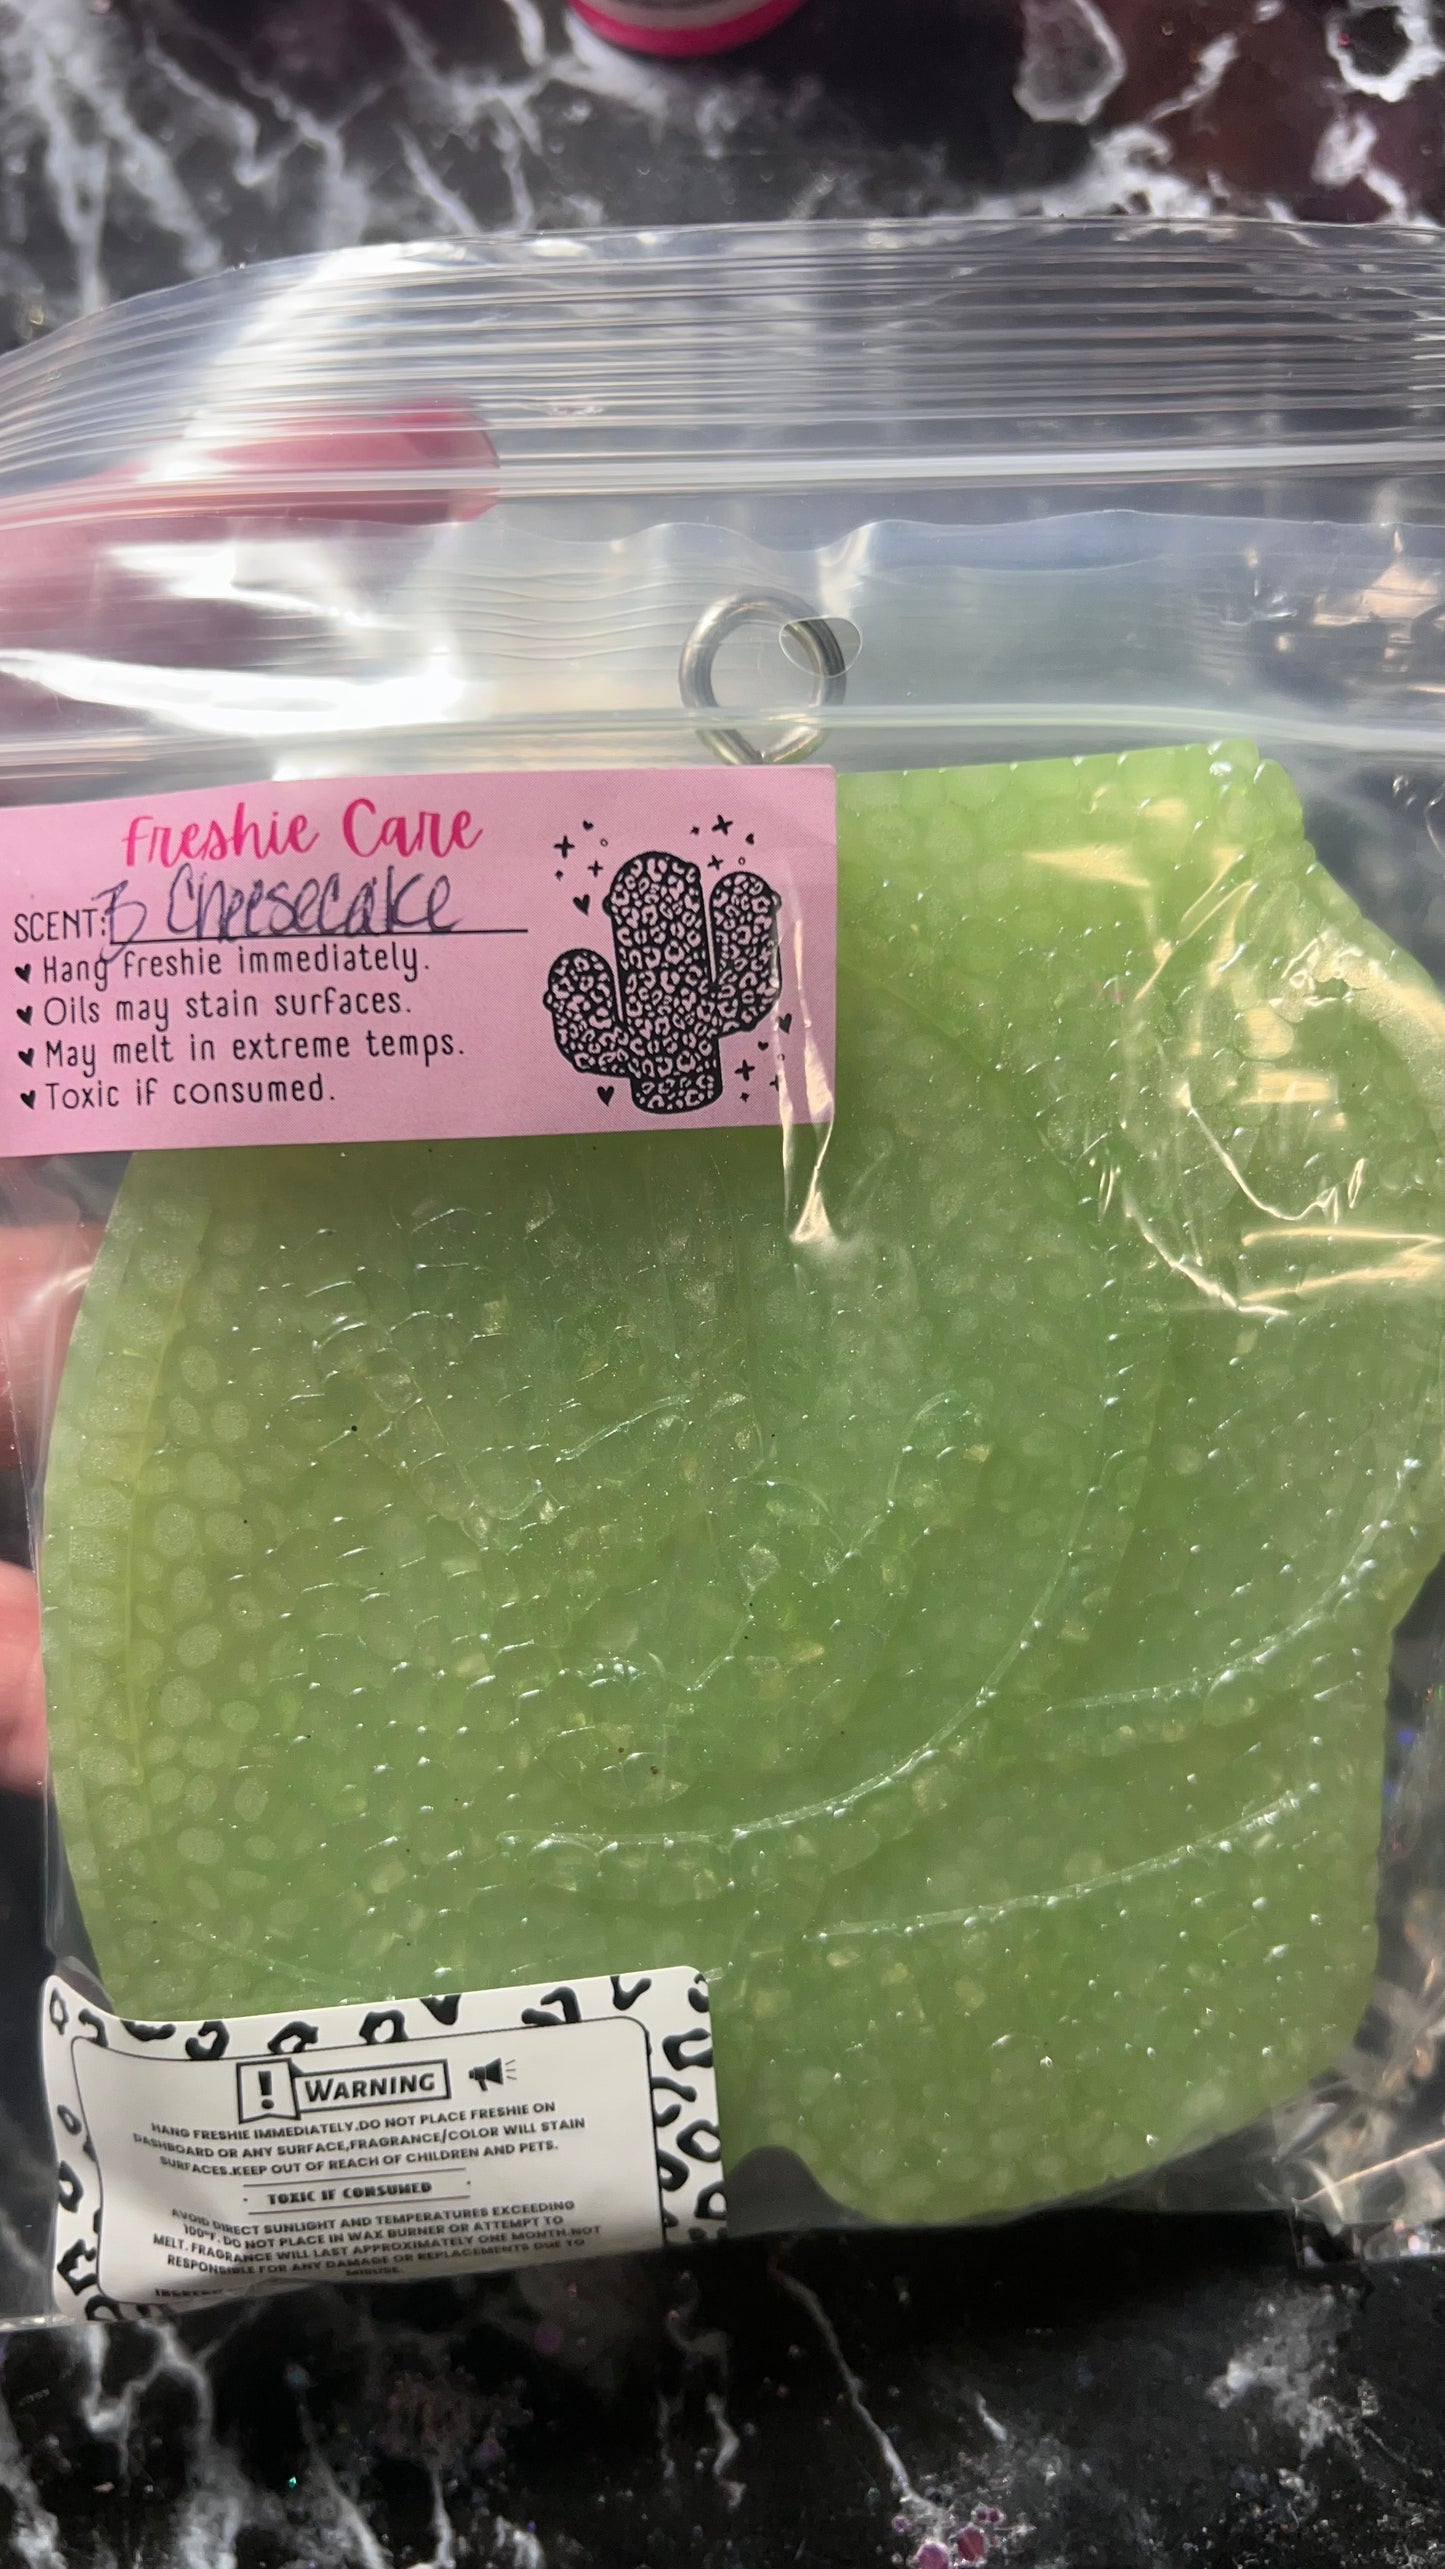 Freshie Care
SCENT: B Cheesecake
Hang freshie immediately.
Oils may stain surfaces.
May melt in extreme temps.
Toxic if consumed.
! WARNING
HANG FRESHIE IMMEDIATELY.DO NOT PLACE FRESHIE ON
DASHBOARD OR ANY SURFACE,FRAGRANCE/COLOR WILL STAIN
SURFACES.KEEP OUT OF REACH OF CHILDREN AND PETS.
TOXIC IF CONSUMED
AVOID DIRECT SUNLIGHT AND TEMPERATURES EXCEEDING
100°F. DO NOT PLACE IN WAX BURNER OR ATTEMPT TO
MELT. FRAGRANCE WILL LAST APPROXIMATELY ONE MONTH.NOT
RESPONSIBLE FOR ANY DAMAGE OR REPLACEMENTS DUE TO
MISUSE.